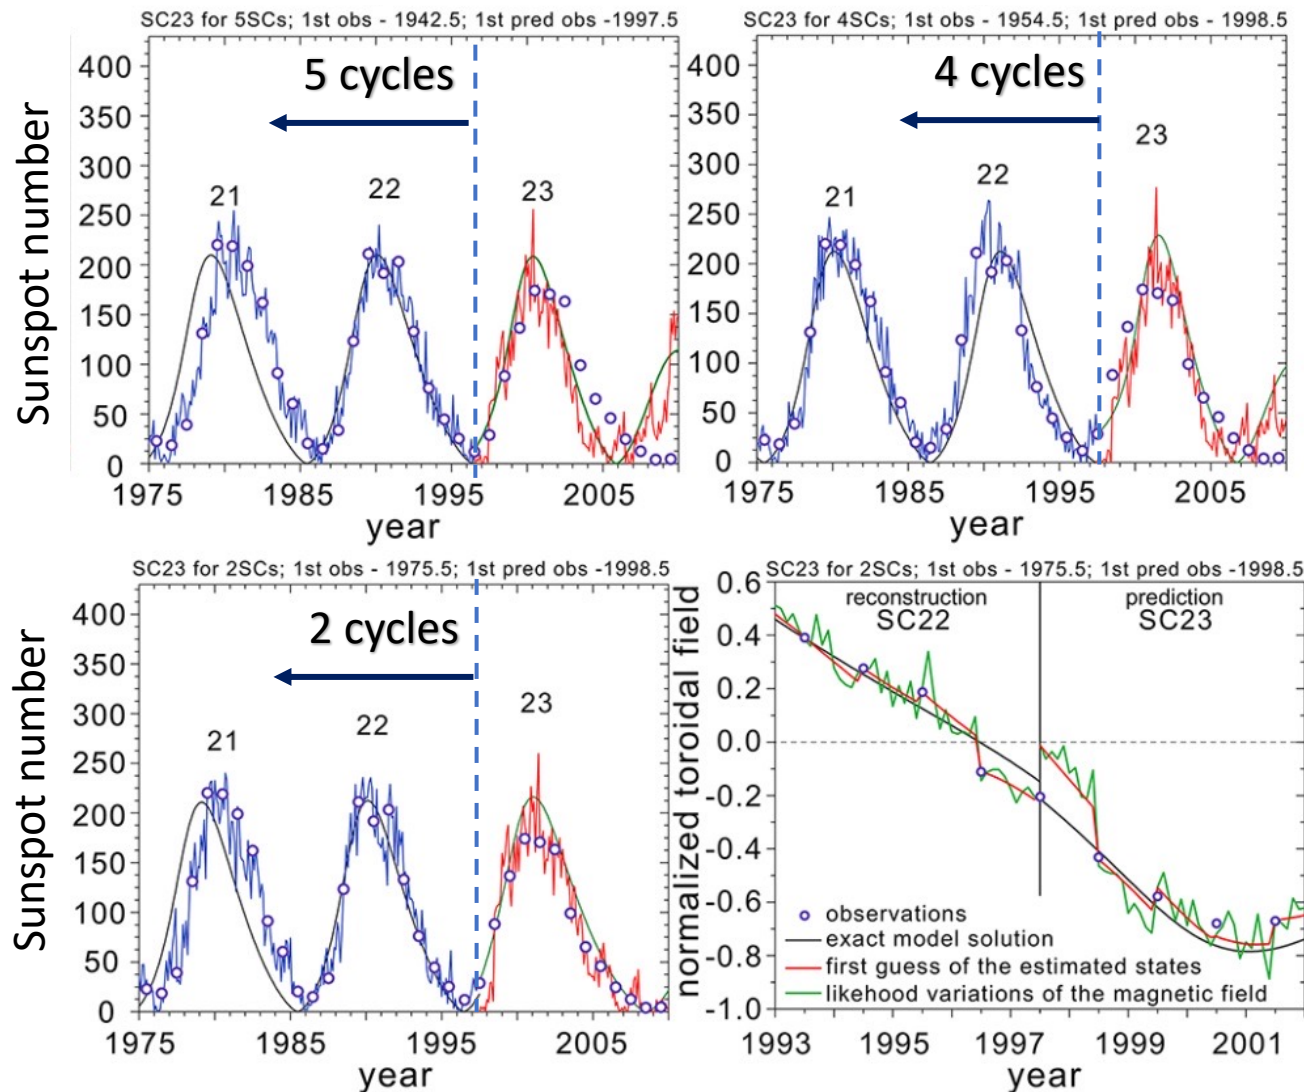 SC23 for 5SCs; 1st obs - 1942.5; 1st pred obs -1997.5
Sunspot number
400
350
300
250
200
150
100
50
0
5 cycles
21
22
23
1975
1985
1995
2005
year
SC23 for 4SCs; 1st obs - 1954.5; 1st pred obs -1998.5
400
350
300
250
200
150
100
50
0
4 cycles
21
22
23
1975
1985
1995
2005
year
SC23 for 2SCs; 1st obs - 1975.5; 1st pred obs -1998.5
Sunspot number
400
350
300
250
200
150
100
50
0
2 cycles
21
22
23
1975
1985
1995
2005
year
SC23 for 2SCs; 1st obs - 1975.5; 1st pred obs -1998.5
normalized toroidal field
0.6
0.4
0.2
0.0
-0.2
-0.4
-0.6
-0.8
-1.0
reconstruction
SC22
prediction
SC23
observations
exact model solution
first guess of the estimated states
likehood variations of the magnetic field
1993
1995
1997
1999
2001
year